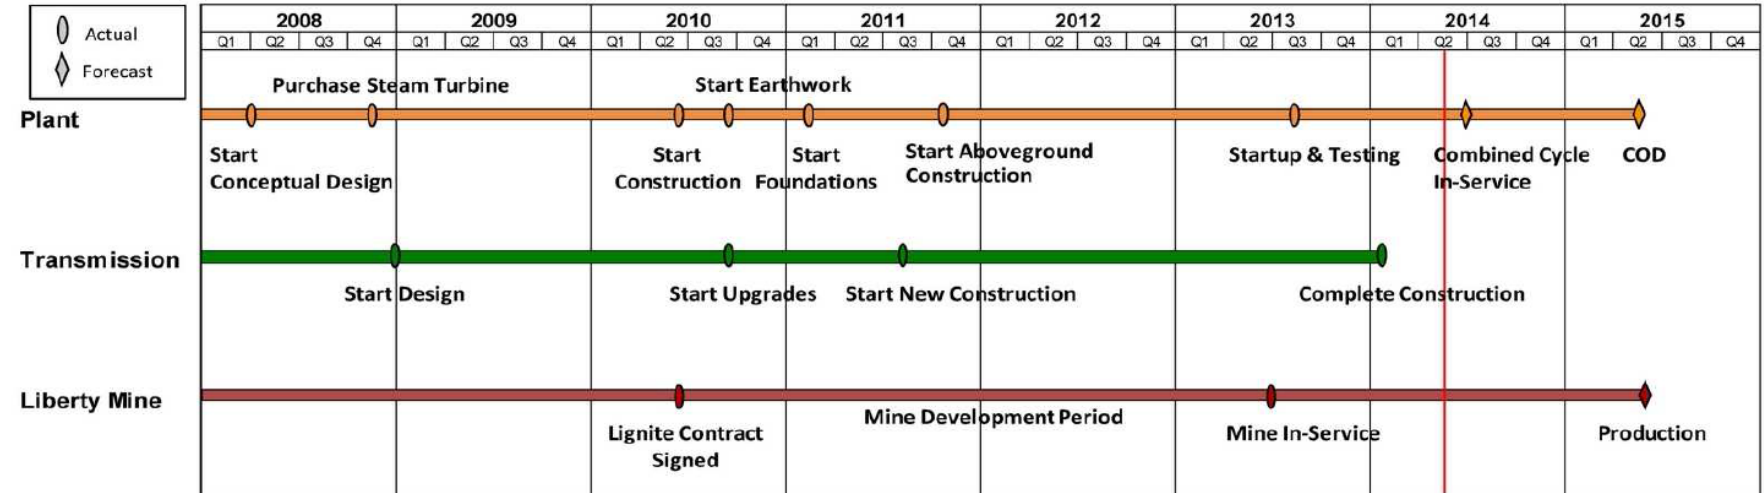 Actual
Forecast
2008 2009 2010 2011 2012 2013 2014 2015
Q1 Q2 Q3 Q4 Q1 Q2 Q3 Q4 Q1 Q2 Q3 Q4 Q1 Q2 Q3 Q4 Q1 Q2 Q3 Q4 Q1 Q2 Q3 Q4 Q1 Q2 Q3 Q4 Q1 Q2 Q3 Q4
Purchase Steam Turbine
Start Earthwork
Plant
Start
Conceptual Design
Start
Construction
Start
Foundations
Start Aboveground
Construction
Startup & Testing
Combined Cycle
In-Service
COD
Transmission
Start Design
Start Upgrades
Start New Construction
Complete Construction
Liberty Mine
Lignite Contract
Signed
Mine Development Period
Mine In-Service
Production